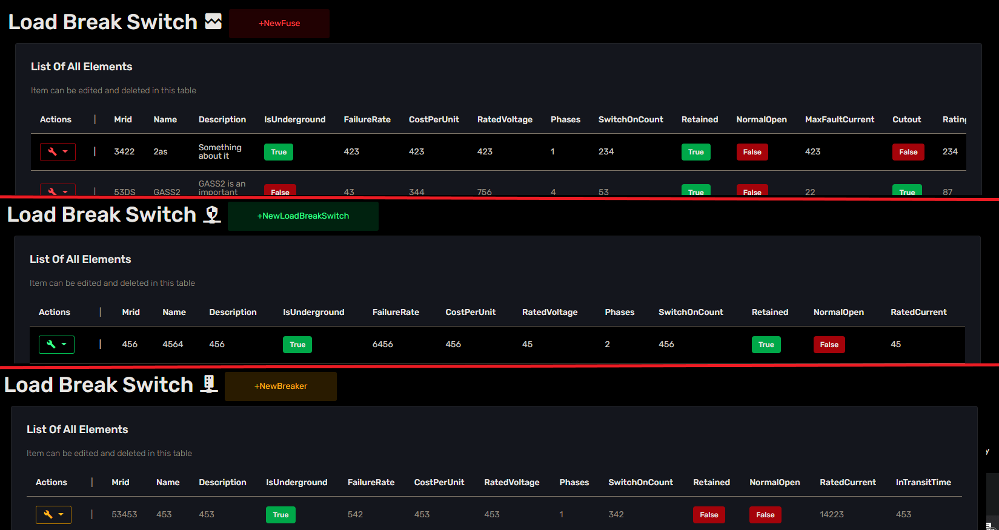 Load Break Switch +NewFuse
List Of All Elements
Item can be edited and deleted in this table
Actions | Mrid Name Description IsUnderground FailureRate CostPerUnit RatedVoltage Phases SwitchOnCount Retained NormalOpen MaxFaultCurrent Cutout Rating
| 3422 2as Something about it True 423 423 423 1 234 True False 423 False 234
| 53DS GASS2 GASS2 is an important False 43 344 756 4 53 True False 22 True 87
Load Break Switch +NewLoadBreakSwitch
List Of All Elements
Item can be edited and deleted in this table
Actions | Mrid Name Description IsUnderground FailureRate CostPerUnit RatedVoltage Phases SwitchOnCount Retained NormalOpen RatedCurrent
| 456 4564 456 True 6456 456 45 2 456 True False 45
Load Break Switch +NewBreaker
List Of All Elements
Item can be edited and deleted in this table
Actions | Mrid Name Description IsUnderground FailureRate CostPerUnit RatedVoltage Phases SwitchOnCount Retained NormalOpen RatedCurrent InTransitTime
| 53453 453 453 True 542 453 453 1 342 False False 14223 453